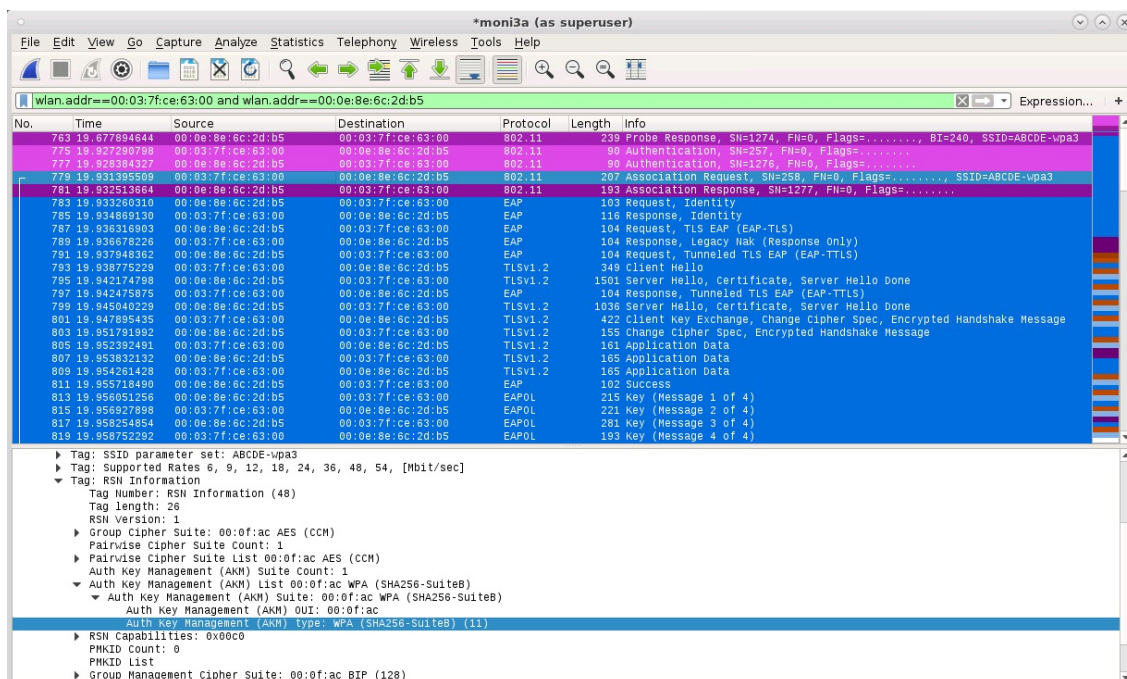 *moni3a (as superuser)
File Edit View Go Capture Analyze Statistics Telephony Wireless Tools Help
wlan.addr==00:03:7f:ce:63:00 and wlan.addr==00:0e:8e:6c:2d:b5 Expression... +
No. Time Source Destination Protocol Length Info
763 19.677894644 00:0e:8e:6c:2d:b5 00:03:7f:ce:63:00 802.11 239 Probe Response, SN=1274, FN=0, Flags=........, BI=240, SSID=ABCDE-wpa3
775 19.927290798 00:03:7f:ce:63:00 00:0e:8e:6c:2d:b5 802.11 90 Authentication, SN=257, FN=0, Flags=........
777 19.928384327 00:0e:8e:6c:2d:b5 00:03:7f:ce:63:00 802.11 90 Authentication, SN=1276, FN=0, Flags=........
779 19.931395509 00:03:7f:ce:63:00 00:0e:8e:6c:2d:b5 802.11 207 Association Request, SN=258, FN=0, Flags=........, SSID=ABCDE-wpa3
781 19.932513664 00:0e:8e:6c:2d:b5 00:03:7f:ce:63:00 802.11 193 Association Response, SN=1277, FN=0, Flags=........
783 19.933260310 00:0e:8e:6c:2d:b5 00:03:7f:ce:63:00 EAP 103 Request, Identity
785 19.934869130 00:03:7f:ce:63:00 00:0e:8e:6c:2d:b5 EAP 116 Response, Identity
787 19.936316903 00:0e:8e:6c:2d:b5 00:03:7f:ce:63:00 EAP 104 Request, TLS EAP (EAP-TLS)
789 19.936678226 00:03:7f:ce:63:00 00:0e:8e:6c:2d:b5 EAP 104 Response, Legacy Nak (Response Only)
791 19.937948362 00:0e:8e:6c:2d:b5 00:03:7f:ce:63:00 EAP 104 Request, Tunneled TLS EAP (EAP-TTLS)
793 19.938775229 00:03:7f:ce:63:00 00:0e:8e:6c:2d:b5 TLSv1.2 349 Client Hello
795 19.942174798 00:0e:8e:6c:2d:b5 00:03:7f:ce:63:00 TLSv1.2 1501 Server Hello, Certificate, Server Hello Done
797 19.942475875 00:03:7f:ce:63:00 00:0e:8e:6c:2d:b5 EAP 104 Response, Tunneled TLS EAP (EAP-TTLS)
799 19.945040229 00:0e:8e:6c:2d:b5 00:03:7f:ce:63:00 TLSv1.2 1036 Server Hello, Certificate, Server Hello Done
801 19.947895435 00:03:7f:ce:63:00 00:0e:8e:6c:2d:b5 TLSv1.2 422 Client Key Exchange, Change Cipher Spec, Encrypted Handshake Message
803 19.951791992 00:0e:8e:6c:2d:b5 00:03:7f:ce:63:00 TLSv1.2 155 Change Cipher Spec, Encrypted Handshake Message
805 19.952392491 00:03:7f:ce:63:00 00:0e:8e:6c:2d:b5 TLSv1.2 161 Application Data
807 19.953832132 00:0e:8e:6c:2d:b5 00:03:7f:ce:63:00 TLSv1.2 165 Application Data
809 19.954261428 00:03:7f:ce:63:00 00:0e:8e:6c:2d:b5 TLSv1.2 165 Application Data
811 19.955718490 00:0e:8e:6c:2d:b5 00:03:7f:ce:63:00 EAP 102 Success
813 19.956051256 00:0e:8e:6c:2d:b5 00:03:7f:ce:63:00 EAPOL 215 Key (Message 1 of 4)
815 19.956927898 00:03:7f:ce:63:00 00:0e:8e:6c:2d:b5 EAPOL 221 Key (Message 2 of 4)
817 19.958254854 00:0e:8e:6c:2d:b5 00:03:7f:ce:63:00 EAPOL 281 Key (Message 3 of 4)
819 19.958752292 00:03:7f:ce:63:00 00:0e:8e:6c:2d:b5 EAPOL 193 Key (Message 4 of 4)
Tag: SSID parameter set: ABCDE-wpa3
Tag: Supported Rates 6, 9, 12, 18, 24, 36, 48, 54, [Mbit/sec]
Tag: RSN Information
Tag Number: RSN Information (48)
Tag length: 26
RSN Version: 1
Group Cipher Suite: 00:0f:ac AES (CCM)
Pairwise Cipher Suite Count: 1
Pairwise Cipher Suite List 00:0f:ac AES (CCM)
Auth Key Management (AKM) Suite Count: 1
Auth Key Management (AKM) List 00:0f:ac WPA (SHA256-SuiteB)
Auth Key Management (AKM) Suite: 00:0f:ac WPA (SHA256-SuiteB)
Auth Key Management (AKM) OUI: 00:0f:ac
Auth Key Management (AKM) type: WPA (SHA256-SuiteB) (11)
RSN Capabilities: 0x00c0
PMKID Count: 0
PMKID List
Group Management Cipher Suite: 00:0f:ac BIP (128)